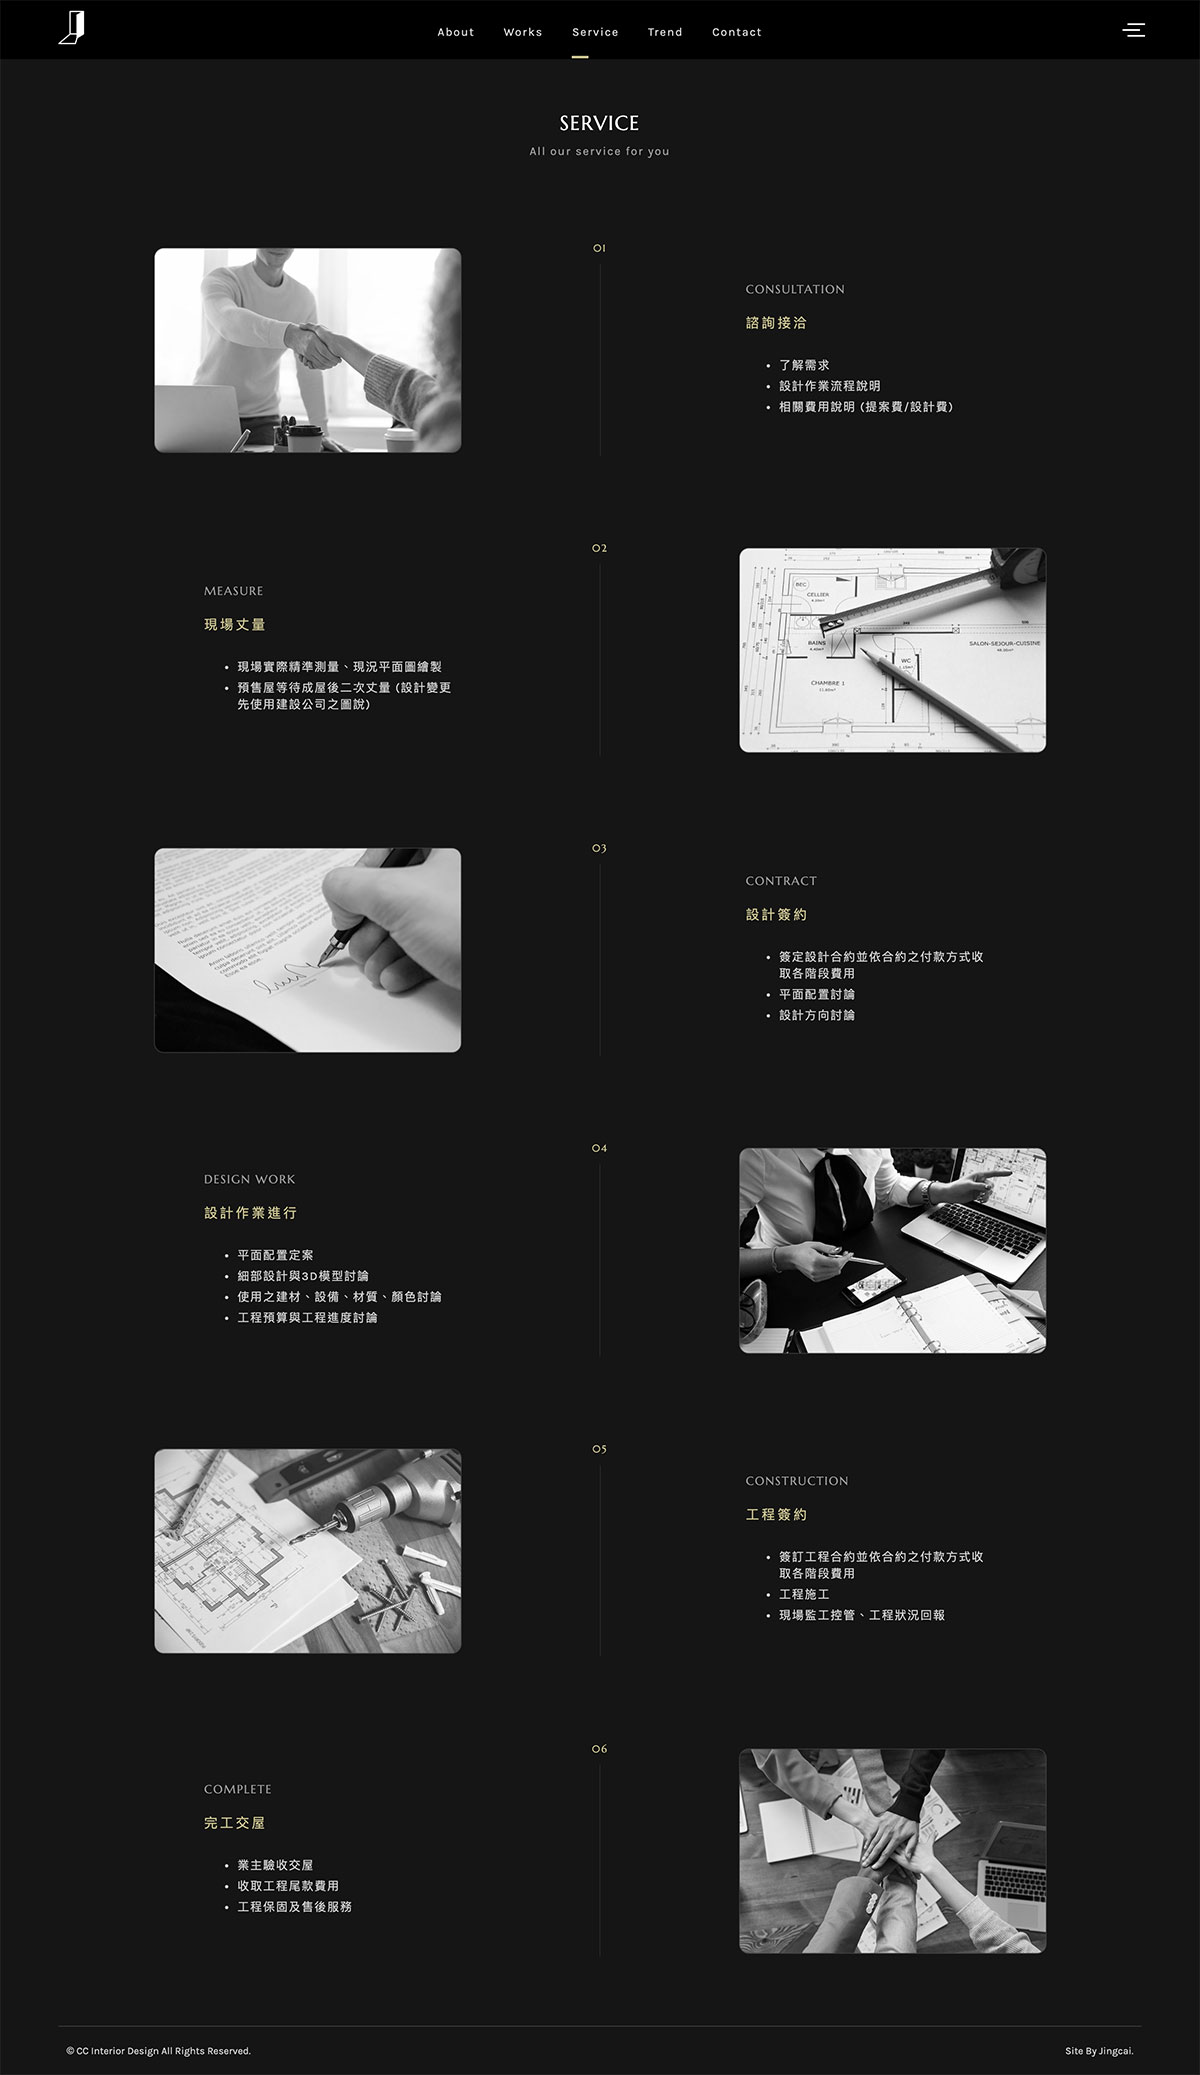 About Works Service Trend Contact
SERVICE
All our service for you
01
CONSULTATION
諮詢接洽
了解需求
設計作業流程說明
相關費用說明 (提案費/設計費)
02
MEASURE
現場丈量
現場實際精準測量、現況平面圖繪製
預售屋等待成屋後二次丈量 (設計變更
先使用建設公司之圖說)
BEC
CELLIER
BAINS
WC
SALON-SEJOUR-CUISINE
CHAMBRE 1
03
CONTRACT
設計簽約
簽定設計合約並依合約之付款方式收
取各階段費用
平面配置討論
設計方向討論
04
DESIGN WORK
設計作業進行
平面配置定案
細部設計與3D模型討論
使用之建材、設備、材質、顏色討論
工程預算與工程進度討論
05
CONSTRUCTION
工程簽約
簽訂工程合約並依合約之付款方式收
取各階段費用
工程施工
現場監工控管、工程狀況回報
06
COMPLETE
完工交屋
業主驗收交屋
收取工程尾款費用
工程保固及售後服務
© CC Interior Design All Rights Reserved.
Site By Jingcai.